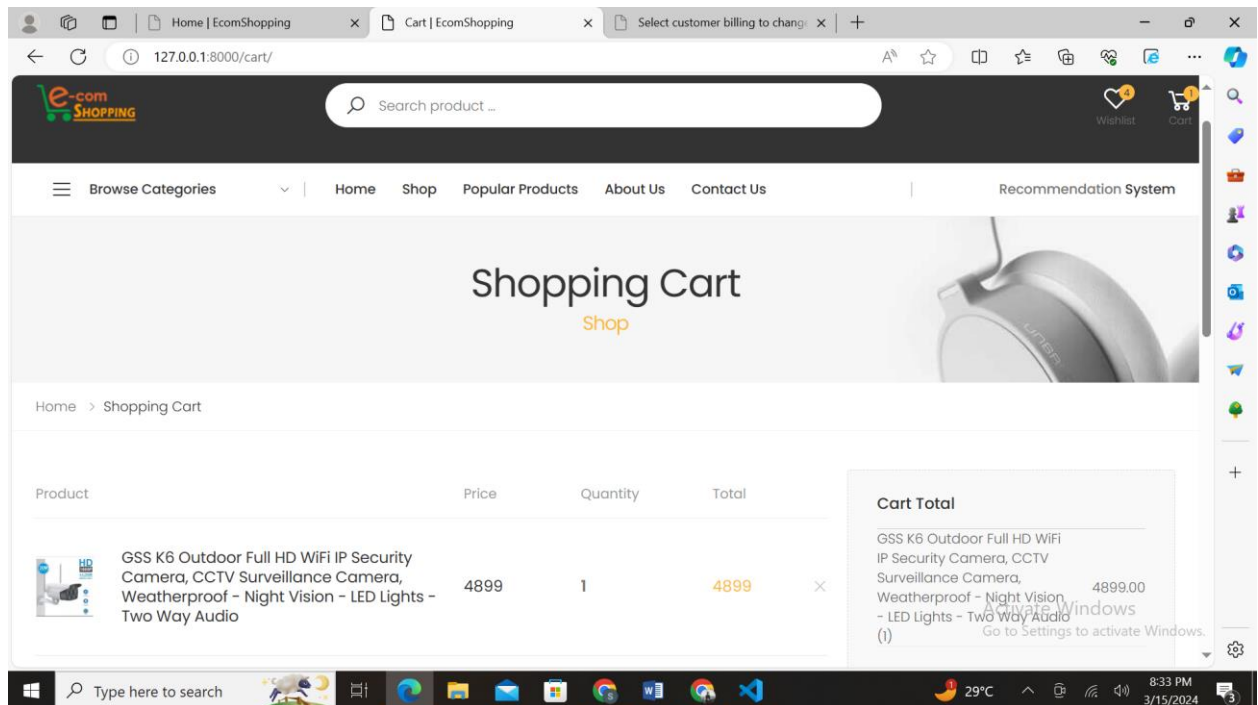 Home | EcomShopping
Cart | EcomShopping
Select customer billing to chang
127.0.0.1:8000/cart/
e-com
SHOPPING
Search product ...
4
Wishlist
1
Cart
Browse Categories
Home Shop Popular Products About Us Contact Us
Recommendation System
Shopping Cart
Shop
UNBR
Home > Shopping Cart
Product Price Quantity Total
HD
GSS K6 Outdoor Full HD WiFi IP Security
Camera, CCTV Surveillance Camera,
Weatherproof - Night Vision - LED Lights -
Two Way Audio
4899 1 4899
Cart Total
GSS K6 Outdoor Full HD WiFi
IP Security Camera, CCTV
Surveillance Camera,
Weatherproof - Night Vision
- LED Lights - Two Way Audio
(1)
4899.00
Activate Windows
Go to Settings to activate Windows.
Type here to search
29°C
8:33 PM
3/15/2024
3